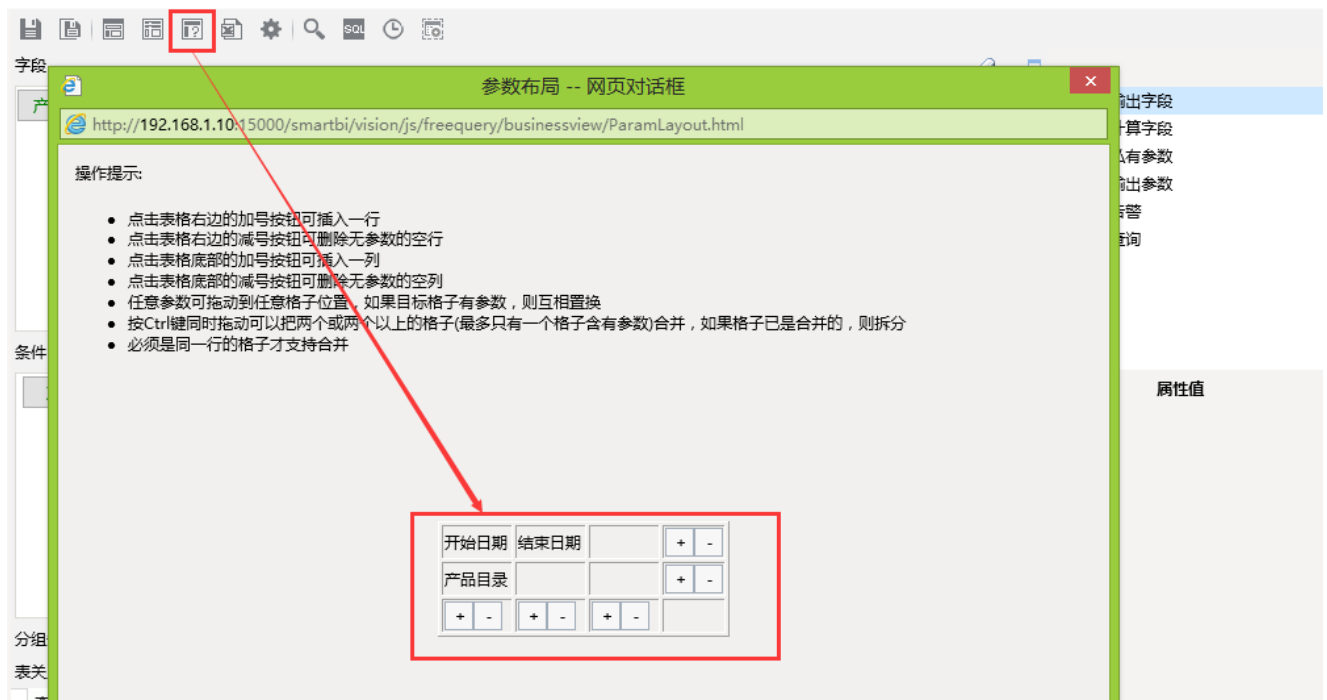 SQL
字段
产
参数布局 -- 网页对话框
http://192.168.1.10:15000/smartbi/vision/js/freequery/businessview/ParamLayout.html
操作提示:
点击表格右边的加号按钮可插入一行
点击表格右边的减号按钮可删除无参数的空行
点击表格底部的加号按钮可插入一列
点击表格底部的减号按钮可删除无参数的空列
任意参数可拖动到任意格子位置，如果目标格子有参数，则互相置换
按Ctrl键同时拖动可以把两个或两个以上的格子(最多只有一个格子含有参数)合并，如果格子已是合并的，则拆分
必须是同一行的格子才支持合并
出字段
算字段
有参数
出参数
警
询
条件
属性值
开始日期 结束日期 + -
产品目录 + -
+ - + - + -
分组
表关